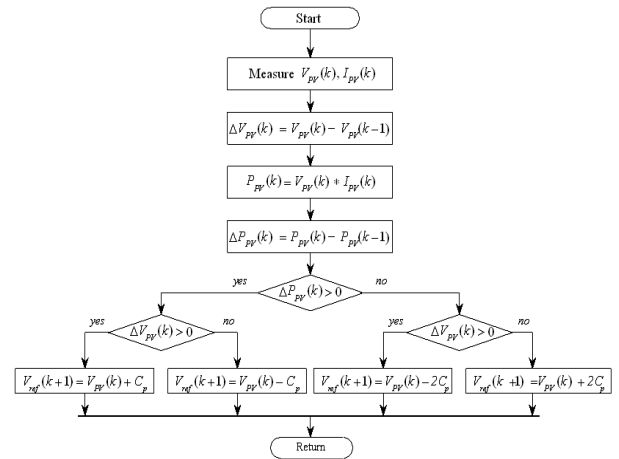 Start
Measure V_PV(k), I_PV(k)
ΔV_PV(k) = V_PV(k) − V_PV(k−1)
P_PV(k) = V_PV(k) * I_PV(k)
ΔP_PV(k) = P_PV(k) − P_PV(k−1)
yes
ΔP_PV(k) > 0
no
yes
ΔV_PV(k) > 0
no
yes
ΔV_PV(k) > 0
no
V_ref(k+1) = V_PV(k) + C_p
V_ref(k+1) = V_PV(k) − C_p
V_ref(k+1) = V_PV(k) − 2C_p
V_ref(k+1) = V_PV(k) + 2C_p
Return